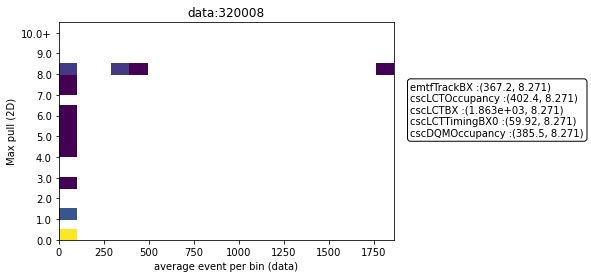 data:320008
10.0+
9.0
8.0
7.0
6.0
5.0
4.0
3.0
2.0
1.0
0.0
Max pull (2D)
0
250
500
750
1000
1250
1500
1750
average event per bin (data)
emtfTrackBX :(367.2, 8.271)
cscLCTOccupancy :(402.4, 8.271)
cscLCTBX :(1.863e+03, 8.271)
cscLCTTimingBX0 :(59.92, 8.271)
cscDQMOccupancy :(385.5, 8.271)